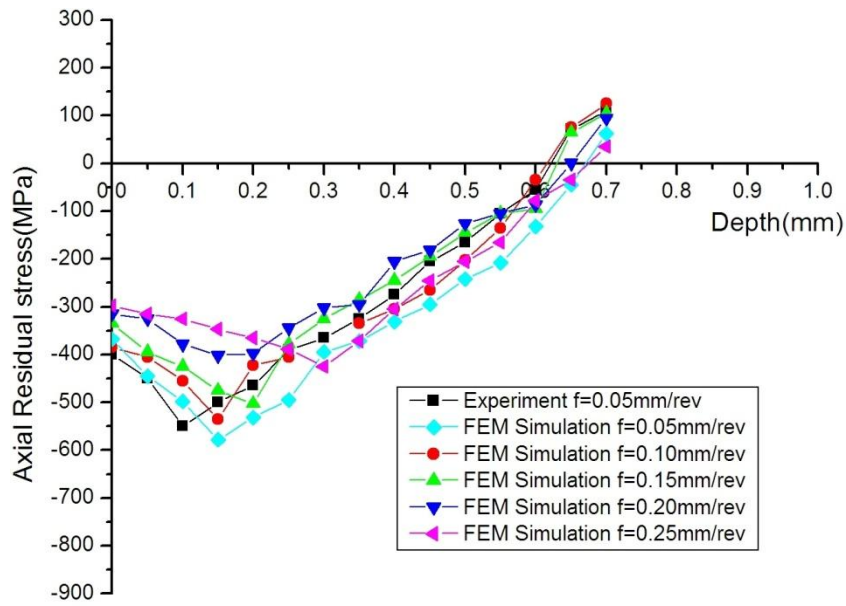 300
200
100
0
-100
-200
-300
-400
-500
-600
-700
-800
-900
Axial Residual stress(MPa)
0.0 0.1 0.2 0.3 0.4 0.5 0.6 0.7 0.8 0.9 1.0
Depth(mm)
Experiment f=0.05mm/rev
FEM Simulation f=0.05mm/rev
FEM Simulation f=0.10mm/rev
FEM Simulation f=0.15mm/rev
FEM Simulation f=0.20mm/rev
FEM Simulation f=0.25mm/rev